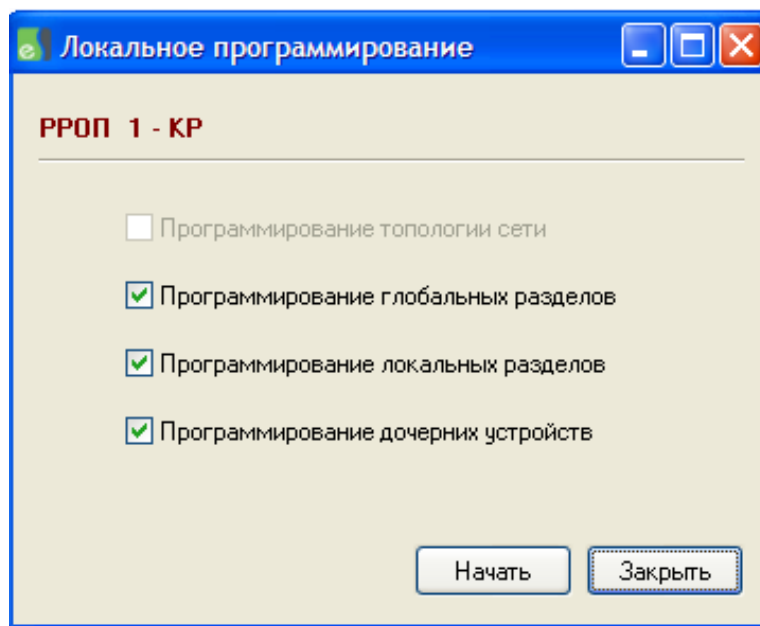 Локальное программирование
РРОП 1 - КР
Программирование топологии сети
Программирование глобальных разделов
Программирование локальных разделов
Программирование дочерних устройств
Начать Закрыть